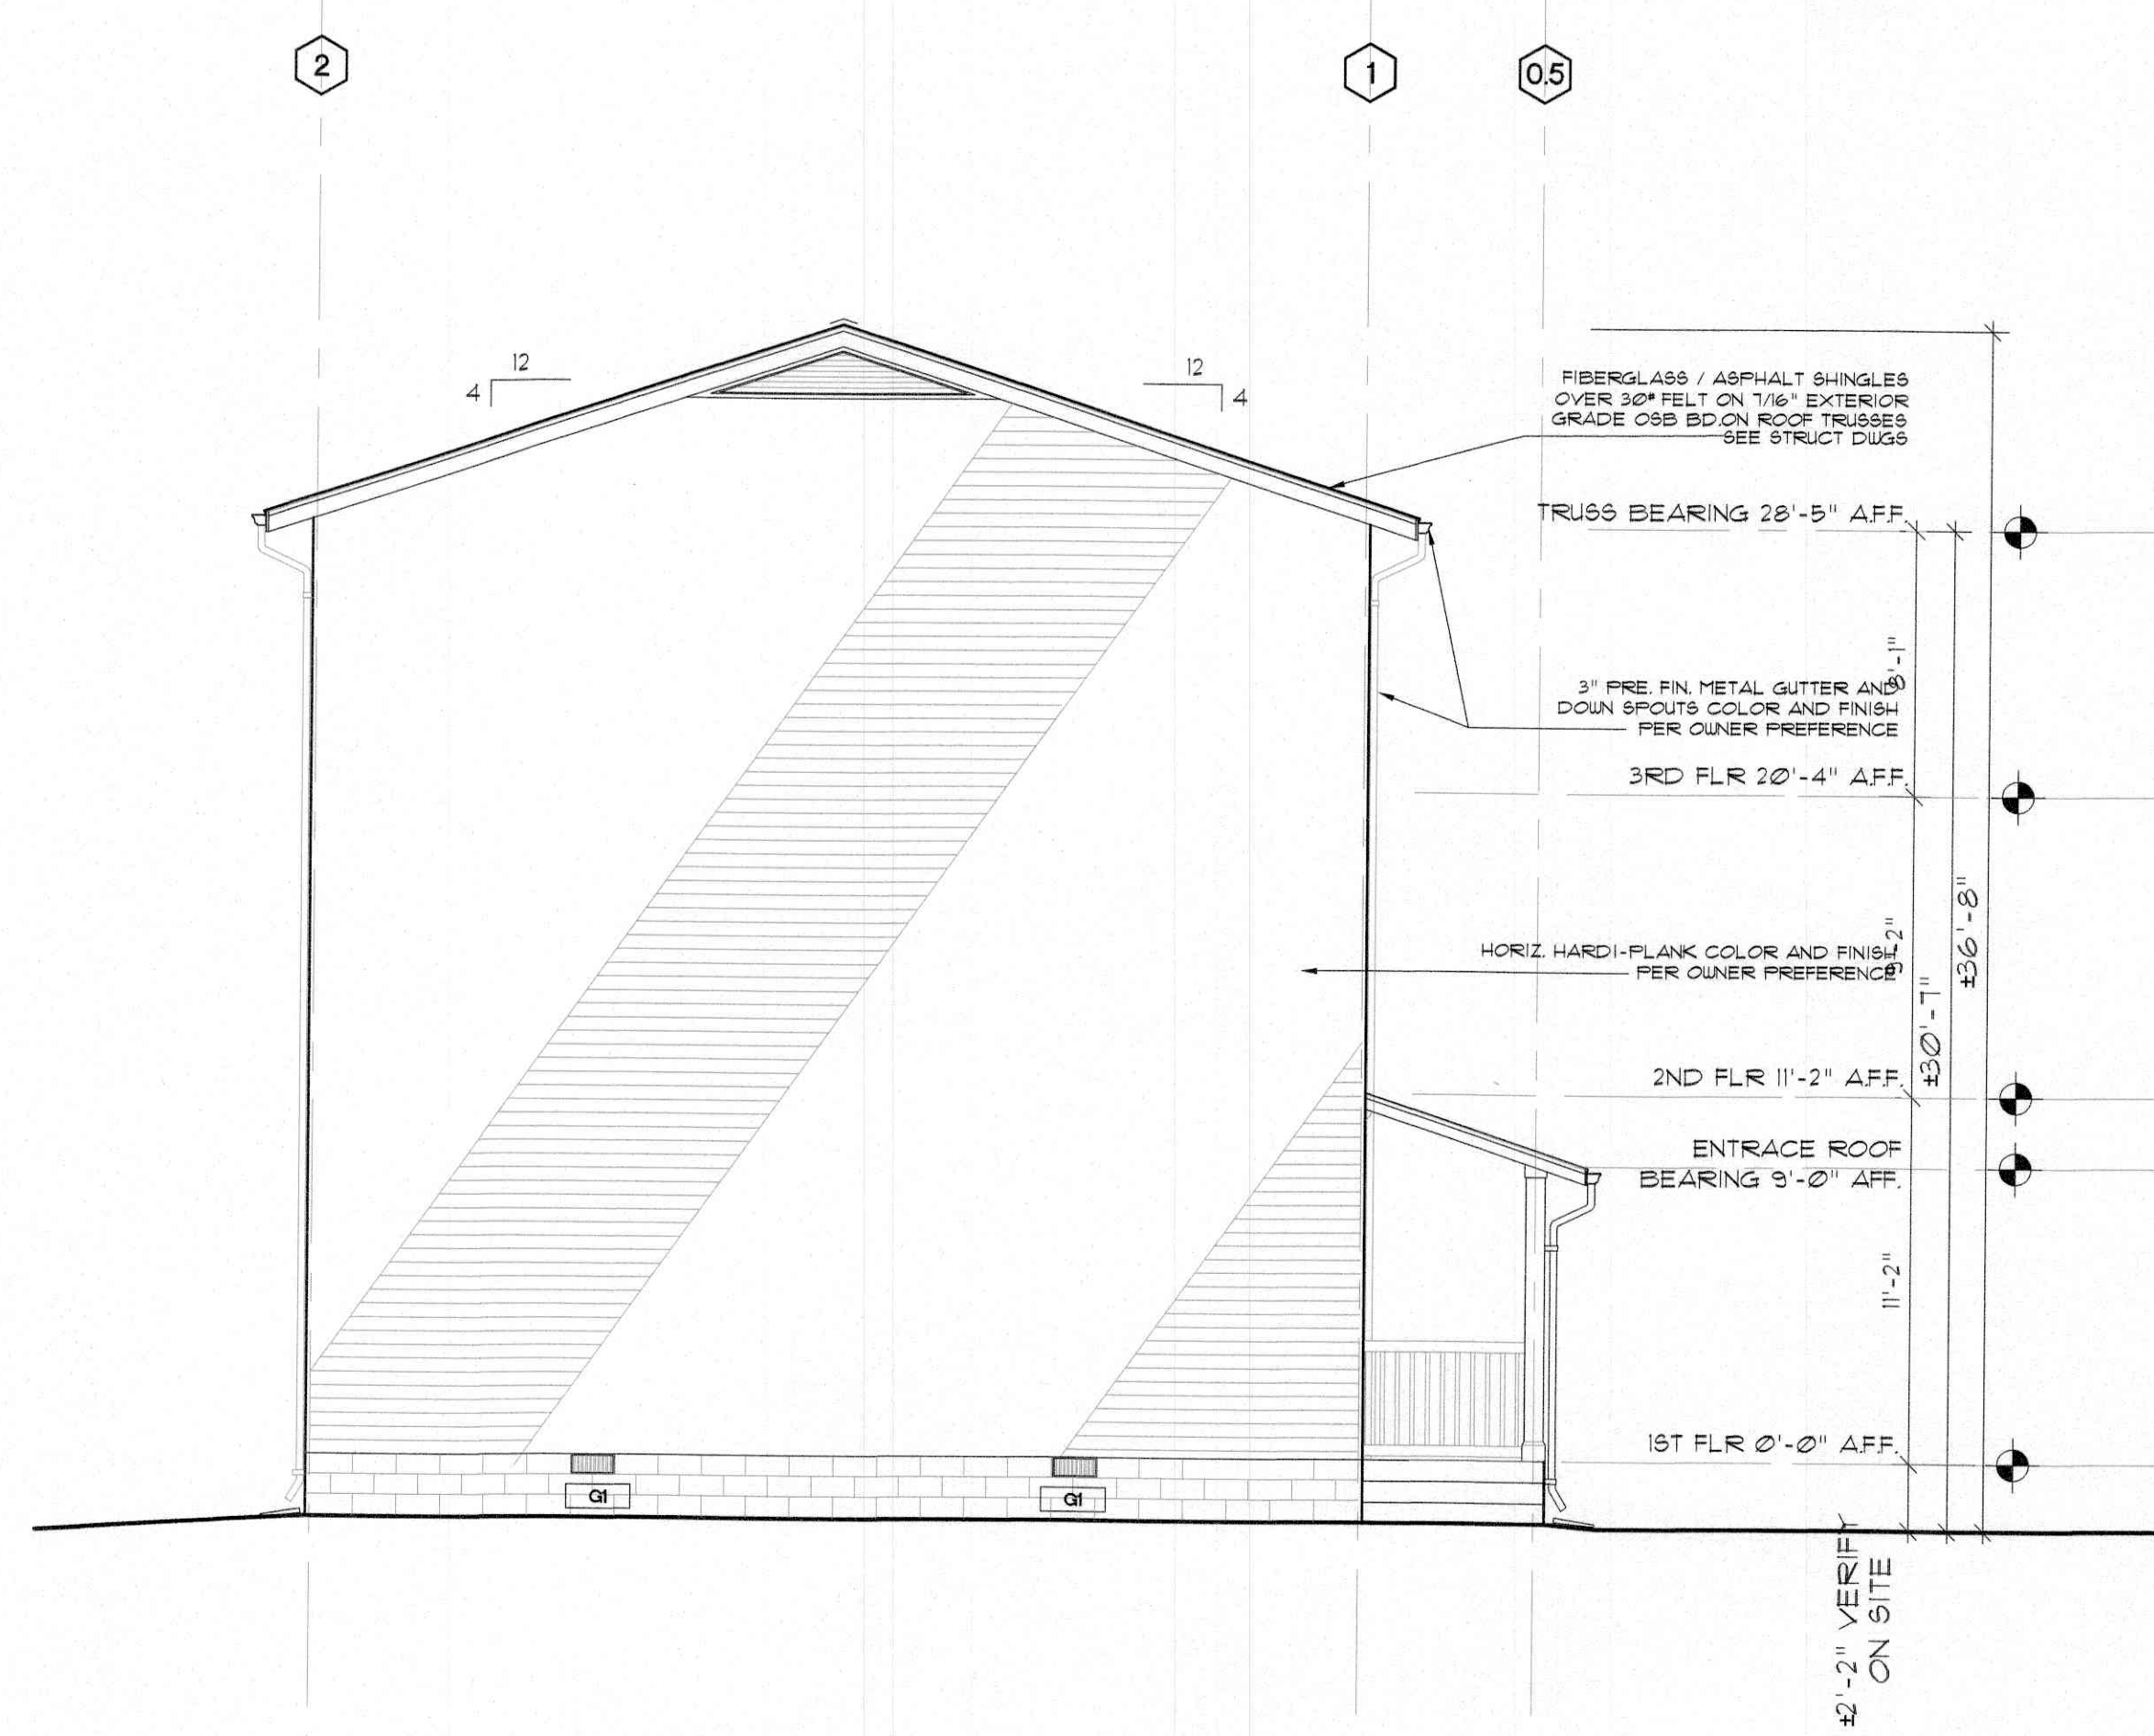 2
1
0.5
12
4
12
4
FIBERGLASS / ASPHALT SHINGLES
OVER 30# FELT ON 7/16" EXTERIOR
GRADE OSB BD.ON ROOF TRUSSES
SEE STRUCT DWGS
TRUSS BEARING 28'-5" A.F.F.
8'-1"
3" PRE. FIN. METAL GUTTER AND
DOWN SPOUTS COLOR AND FINISH
PER OWNER PREFERENCE
3RD FLR 20'-4" A.F.F.
±36'-8"
9'-2"
HORIZ. HARDI-PLANK COLOR AND FINISH
PER OWNER PREFERENCE
±30'-7"
2ND FLR 11'-2" A.F.F.
ENTRACE ROOF
BEARING 9'-0" AFF.
11'-2"
1ST FLR 0'-0" A.F.F.
G1
G1
±2'-2" VERIFY
ON SITE